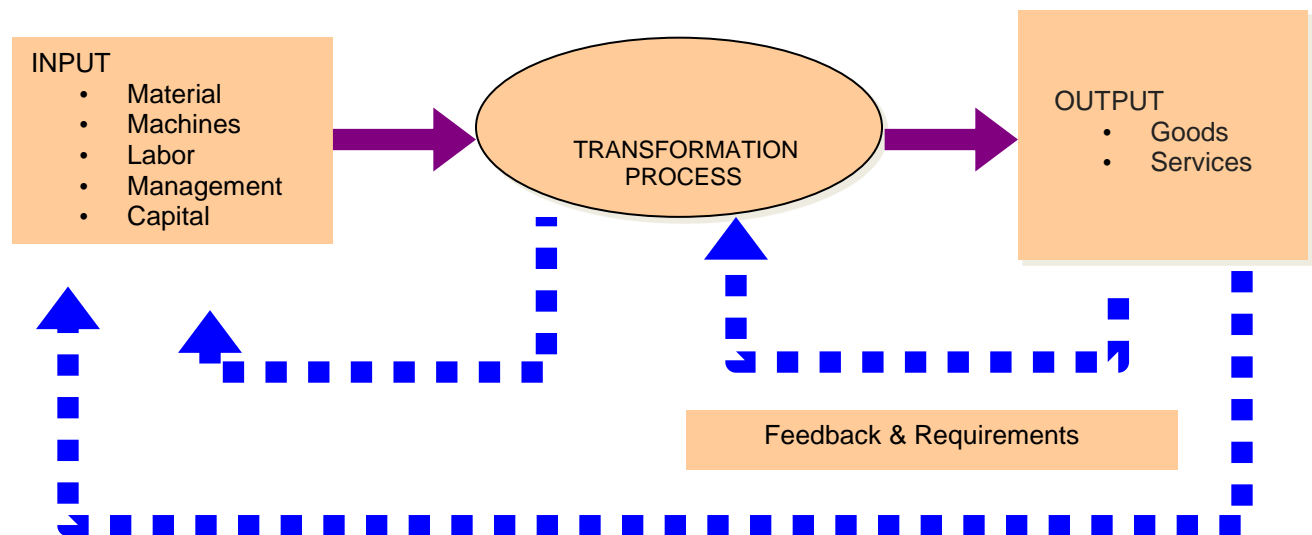 INPUT
• Material
• Machines
• Labor
• Management
• Capital
TRANSFORMATION
PROCESS
OUTPUT
• Goods
• Services
Feedback & Requirements